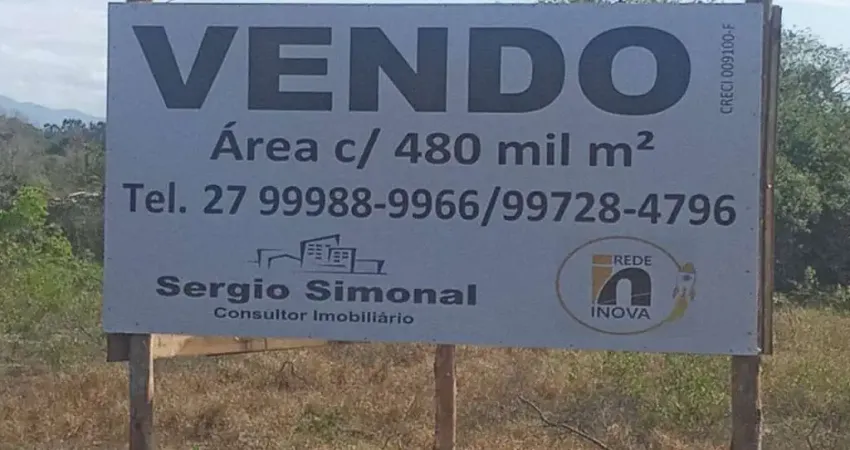 VENDO
CRECI 009100-F
Área c/ 480 mil m²
Tel. 27 99988-9966/99728-4796
Sergio Simonal
Consultor Imobiliário
REDE
in
INOVA